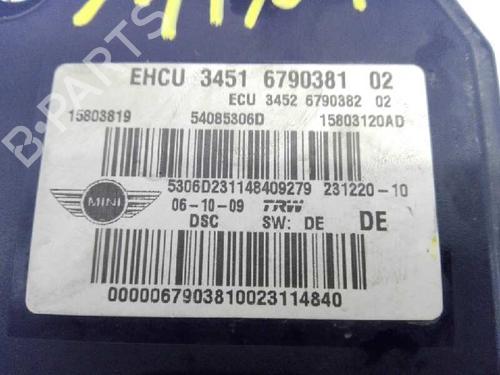 EHCU 3451 6790381 02
ECU 3452 6790382 02
15803819 54085306D 15803120AD
5306D231148409279 231220-10
MINI
06-10-09 TRW
DSC SW: DE DE
0000067903810023114840
B-PARTS